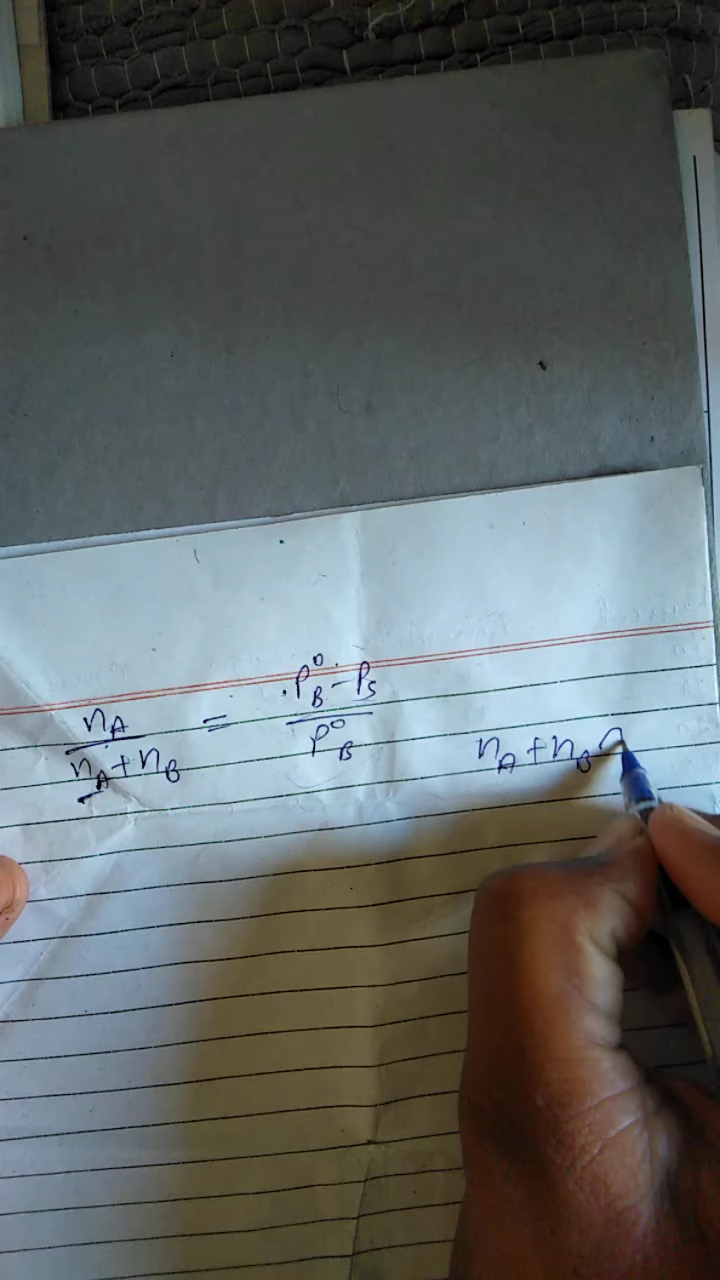 n_A / n_A + n_B = P°_B - P_s / P°_B
n_A + n_B